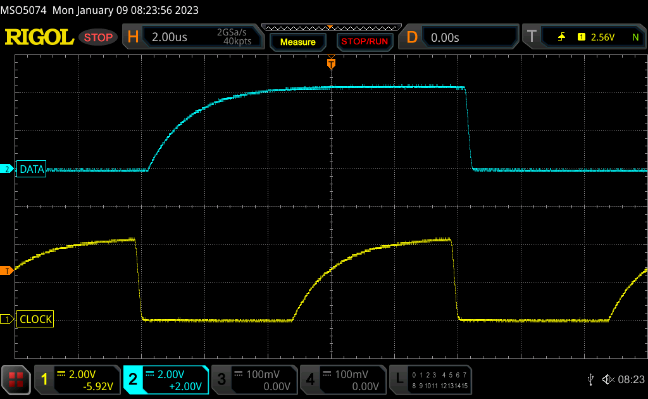 MSO5074 Mon January 09 08:23:56 2023
RIGOL STOP H 2.00us 2GSa/s 40kpts Measure STOP/RUN D 0.00s T 1 2.56V N
T
2 DATA
T
1 CLOCK
1 2.00V -5.92V 2 2.00V +2.00V 3 100mV 0.00V 4 100mV 0.00V L 0 1 2 3 4 5 6 7 8 9 10 11 12 13 14 15 08:23